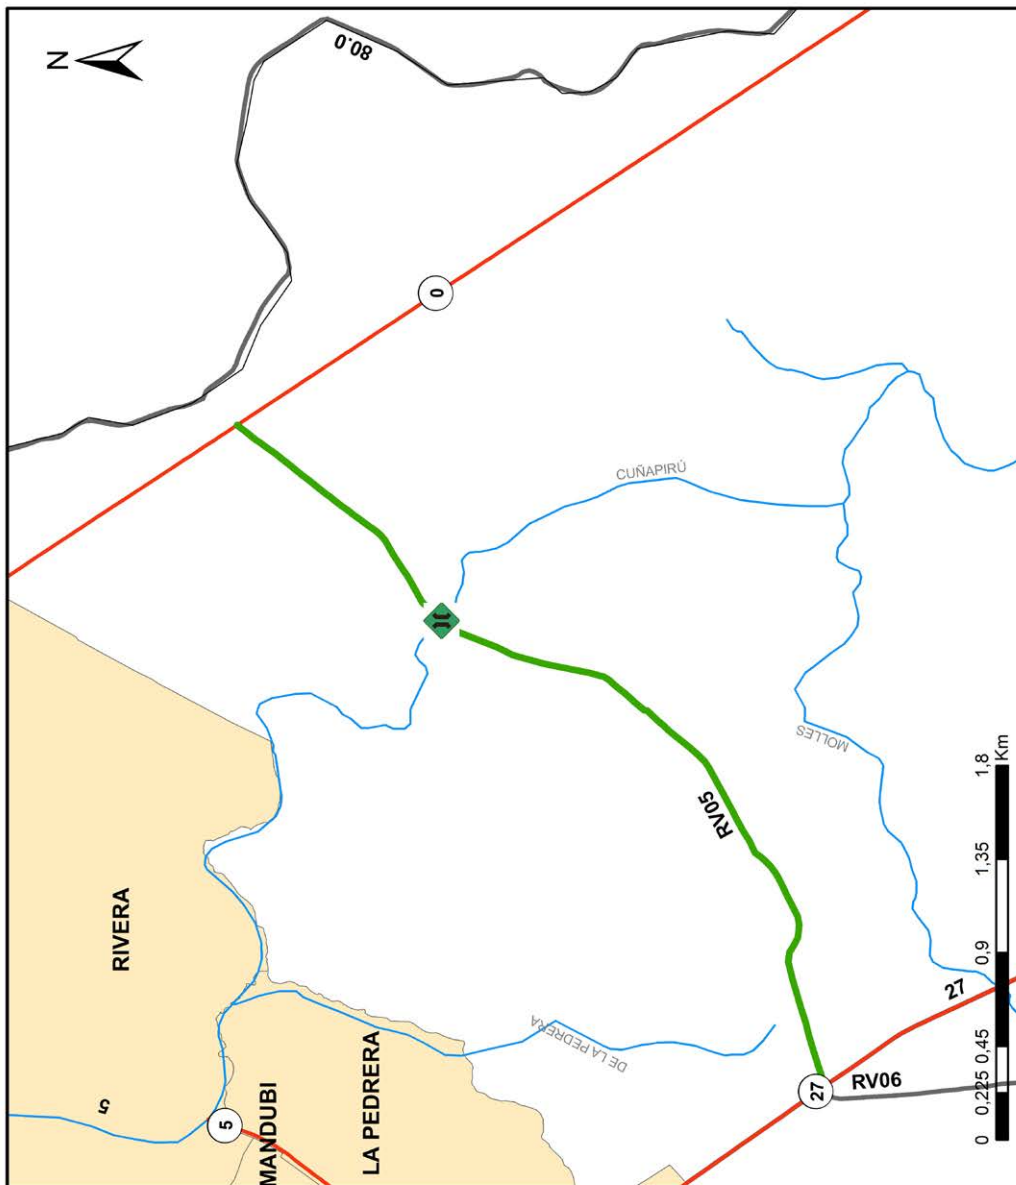 N
80.0
0
CUÑAPIRÚ
RIVERA
MOLLES
RV05
DE LA PEDRERA
LA PEDRERA
MANDUBI
5
5
27
27
RV06
0 0,225 0,45 0,9 1,35 1,8
Km